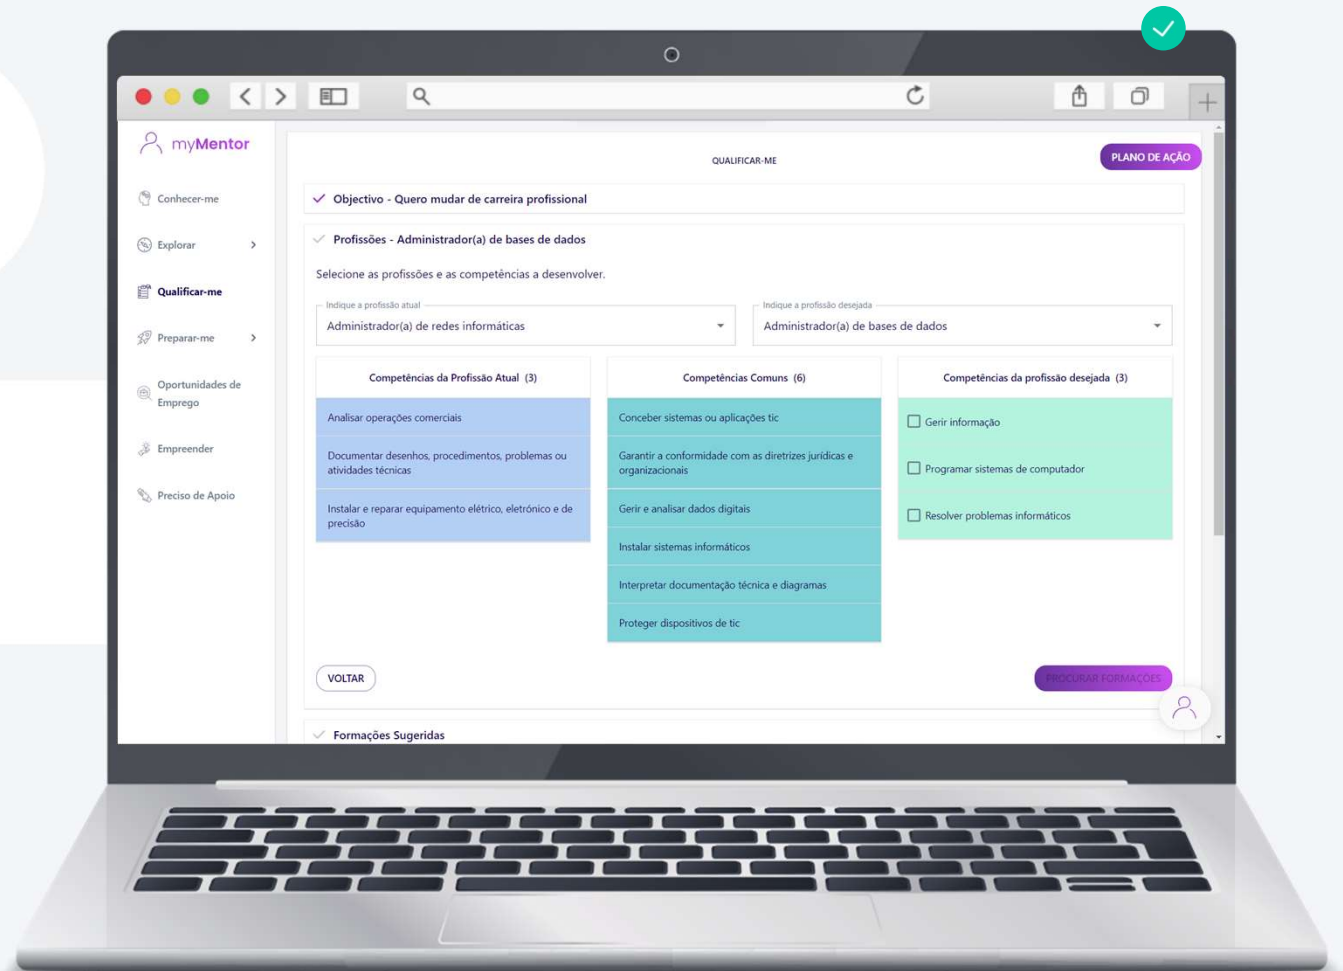 myMentor
Conhecer-me
Explorar
Qualificar-me
Preparar-me
Oportunidades de
Emprego
Empreender
Preciso de Apoio
QUALIFICAR-ME
PLANO DE AÇÃO
Objectivo - Quero mudar de carreira profissional
Profissões - Administrador(a) de bases de dados
Selecione as profissões e as competências a desenvolver.
Indique a profissão atual
Administrador(a) de redes informáticas
Indique a profissão desejada
Administrador(a) de bases de dados
Competências da Profissão Atual (3)
Analisar operações comerciais
Documentar desenhos, procedimentos, problemas ou
atividades técnicas
Instalar e reparar equipamento elétrico, eletrónico e de
precisão
Competências Comuns (6)
Conceber sistemas ou aplicações tic
Garantir a conformidade com as diretrizes jurídicas e
organizacionais
Gerir e analisar dados digitais
Instalar sistemas informáticos
Interpretar documentação técnica e diagramas
Proteger dispositivos de tic
Competências da profissão desejada (3)
Gerir informação
Programar sistemas de computador
Resolver problemas informáticos
VOLTAR
PROCURAR FORMAÇÕES
Formações Sugeridas